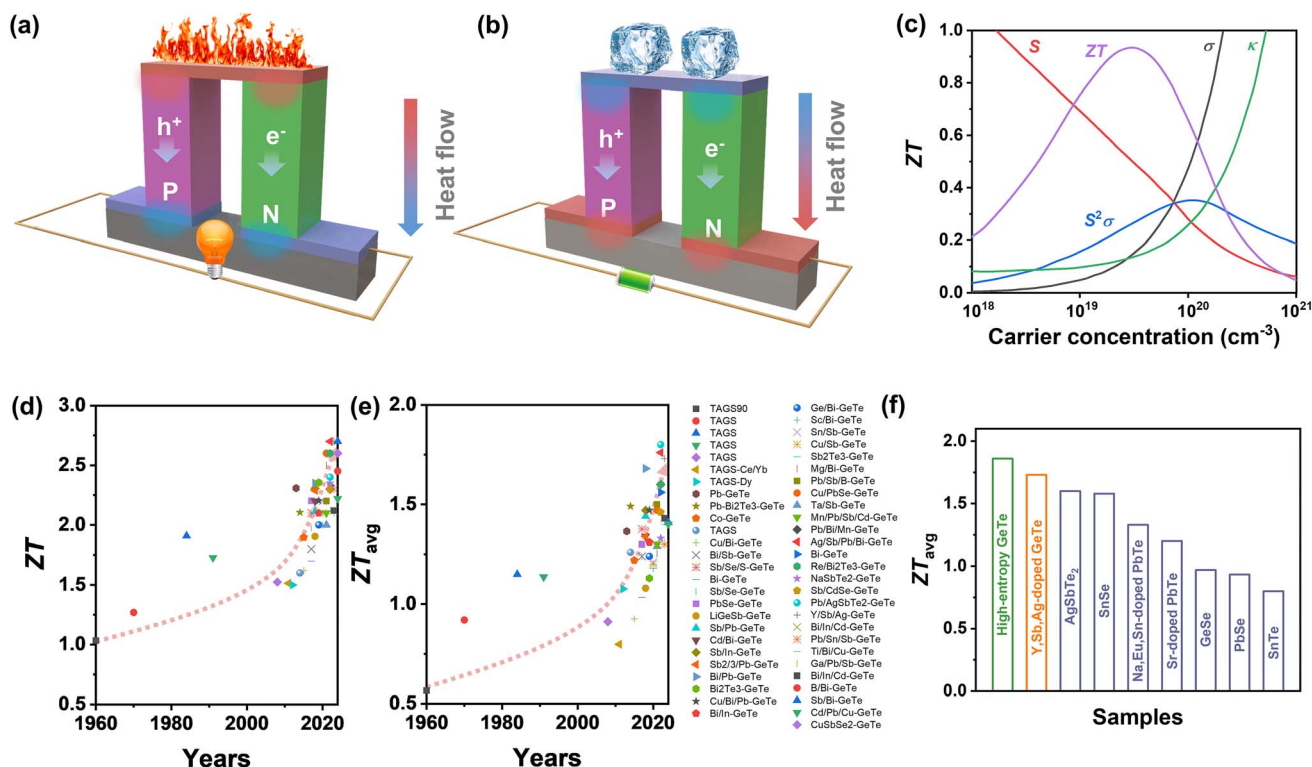 (a)
h⁺
e⁻
P
N
Heat flow
(b)
h⁺
e⁻
P
N
Heat flow
(c)
ZT
1.0
0.8
0.6
0.4
0.2
0.0
S
ZT
σ
κ
S²σ
10¹⁸
10¹⁹
10²⁰
10²¹
Carrier concentration (cm⁻³)
(d)
ZT
3.0
2.5
2.0
1.5
1.0
0.5
1960
1980
2000
2020
Years
(e)
ZTavg
2.0
1.5
1.0
0.5
1960
1980
2000
2020
Years
TAGS90
TAGS
TAGS
TAGS
TAGS
TAGS-Ce/Yb
TAGS-Dy
Pb-GeTe
Pb-Bi2Te3-GeTe
Co-GeTe
TAGS
Cu/Bi-GeTe
Bi/Sb-GeTe
Sb/Se/S-GeTe
Bi-GeTe
Sb/Se-GeTe
PbSe-GeTe
LiGeSb-GeTe
Sb/Pb-GeTe
Cd/Bi-GeTe
Sb/In-GeTe
Sb2/3/Pb-GeTe
Bi/Pb-GeTe
Bi2Te3-GeTe
Cu/Bi/Pb-GeTe
Bi/In-GeTe
Ge/Bi-GeTe
Sc/Bi-GeTe
Sn/Sb-GeTe
Cu/Sb-GeTe
Sb2Te3-GeTe
Mg/Bi-GeTe
Pb/Sb/B-GeTe
Cu/PbSe-GeTe
Ta/Sb-GeTe
Mn/Pb/Sb/Cd-GeTe
Pb/Bi/Mn-GeTe
Ag/Sb/Pb/Bi-GeTe
Bi-GeTe
Re/Bi2Te3-GeTe
NaSbTe2-GeTe
Sb/CdSe-GeTe
Pb/AgSbTe2-GeTe
Y/Sb/Ag-GeTe
Bi/In/Cd-GeTe
Pb/Sn/Sb-GeTe
Ti/Bi/Cu-GeTe
Ga/Pb/Sb-GeTe
Bi/In/Cd-GeTe
B/Bi-GeTe
Sb/Bi-GeTe
Cd/Pb/Cu-GeTe
CuSbSe2-GeTe
(f)
ZTavg
2.0
1.5
1.0
0.5
0.0
High-entropy GeTe
Y,Sb,Ag-doped GeTe
AgSbTe₂
SnSe
Na,Eu,Sn-doped PbTe
Sr-doped PbTe
GeSe
PbSe
SnTe
Samples